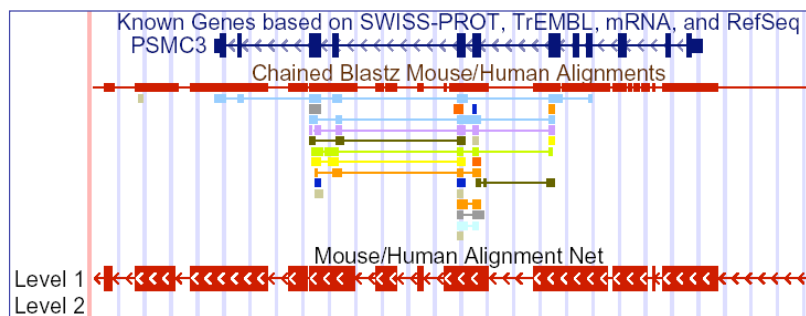 Known Genes based on SWISS-PROT, TrEMBL, mRNA, and RefSeq
PSMC3
Chained Blastz Mouse/Human Alignments
Mouse/Human Alignment Net
Level 1
Level 2